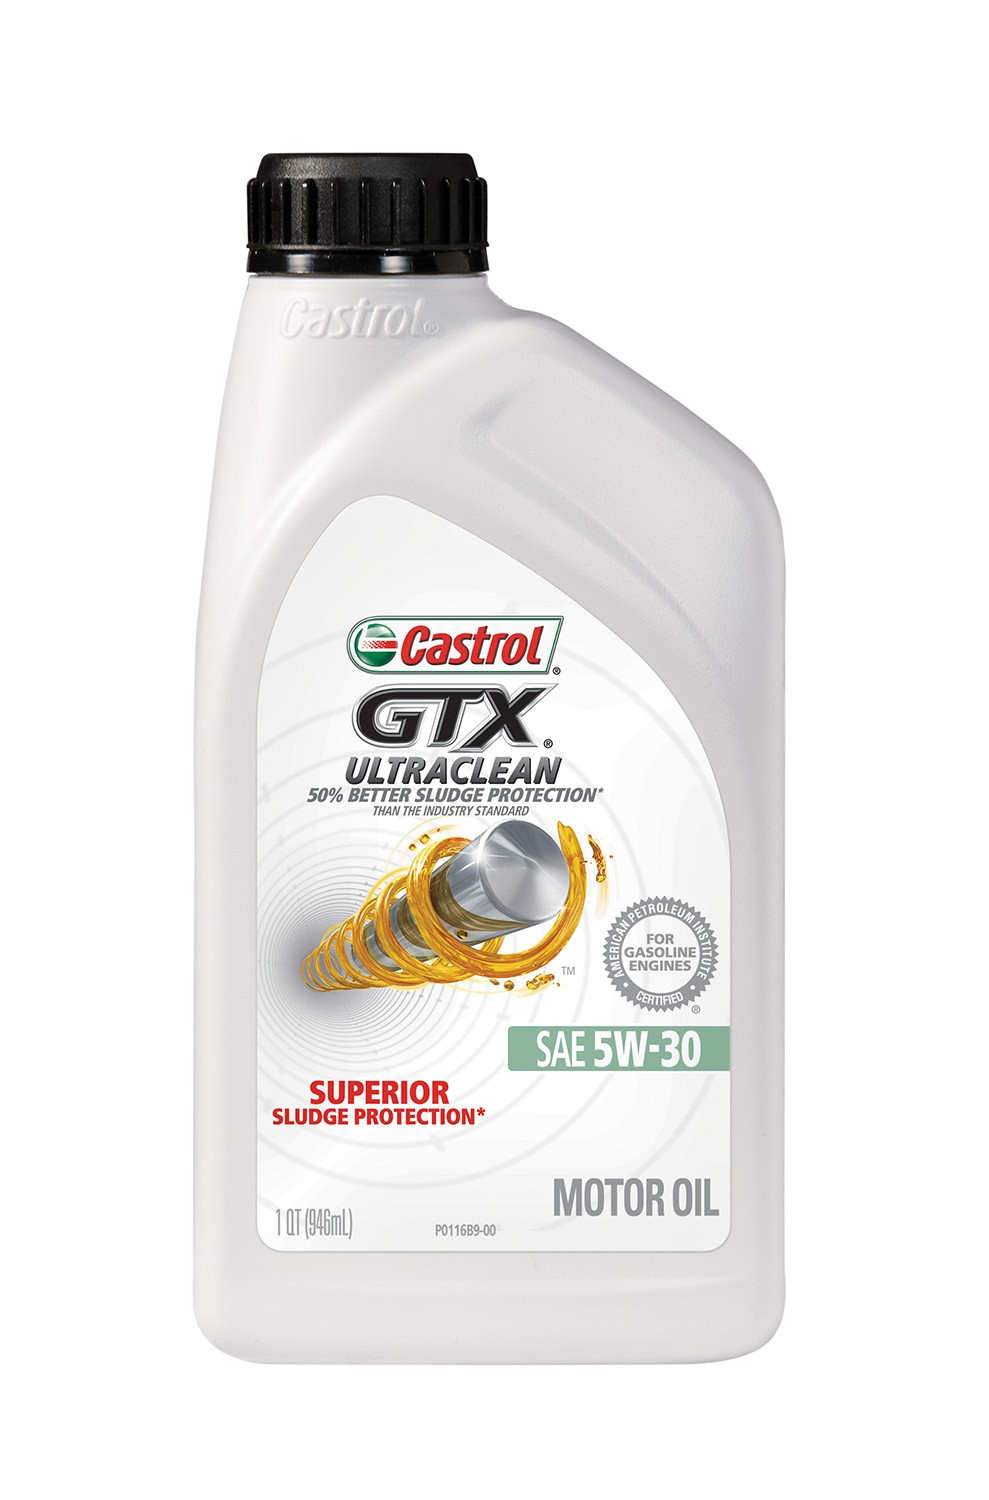 Castrol®
Castrol®
GTX®
ULTRACLEAN
50% BETTER SLUDGE PROTECTION*
THAN THE INDUSTRY STANDARD
TM
AMERICAN PETROLEUM INSTITUTE
FOR
GASOLINE
ENGINES
CERTIFIED
®
SAE 5W-30
SUPERIOR
SLUDGE PROTECTION*
MOTOR OIL
1 QT (946mL)
P0116B9-00